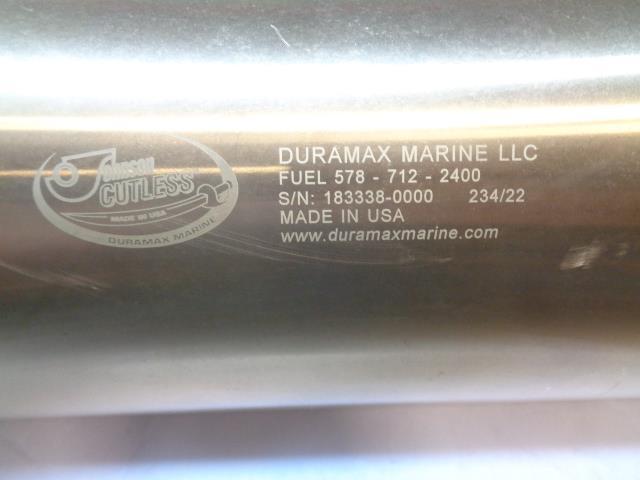 JOHNSON
CUTLESS
MADE IN USA
DURAMAX MARINE
DURAMAX MARINE LLC
FUEL 578 - 712 - 2400
S/N: 183338-0000 234/22
MADE IN USA
www.duramaxmarine.com